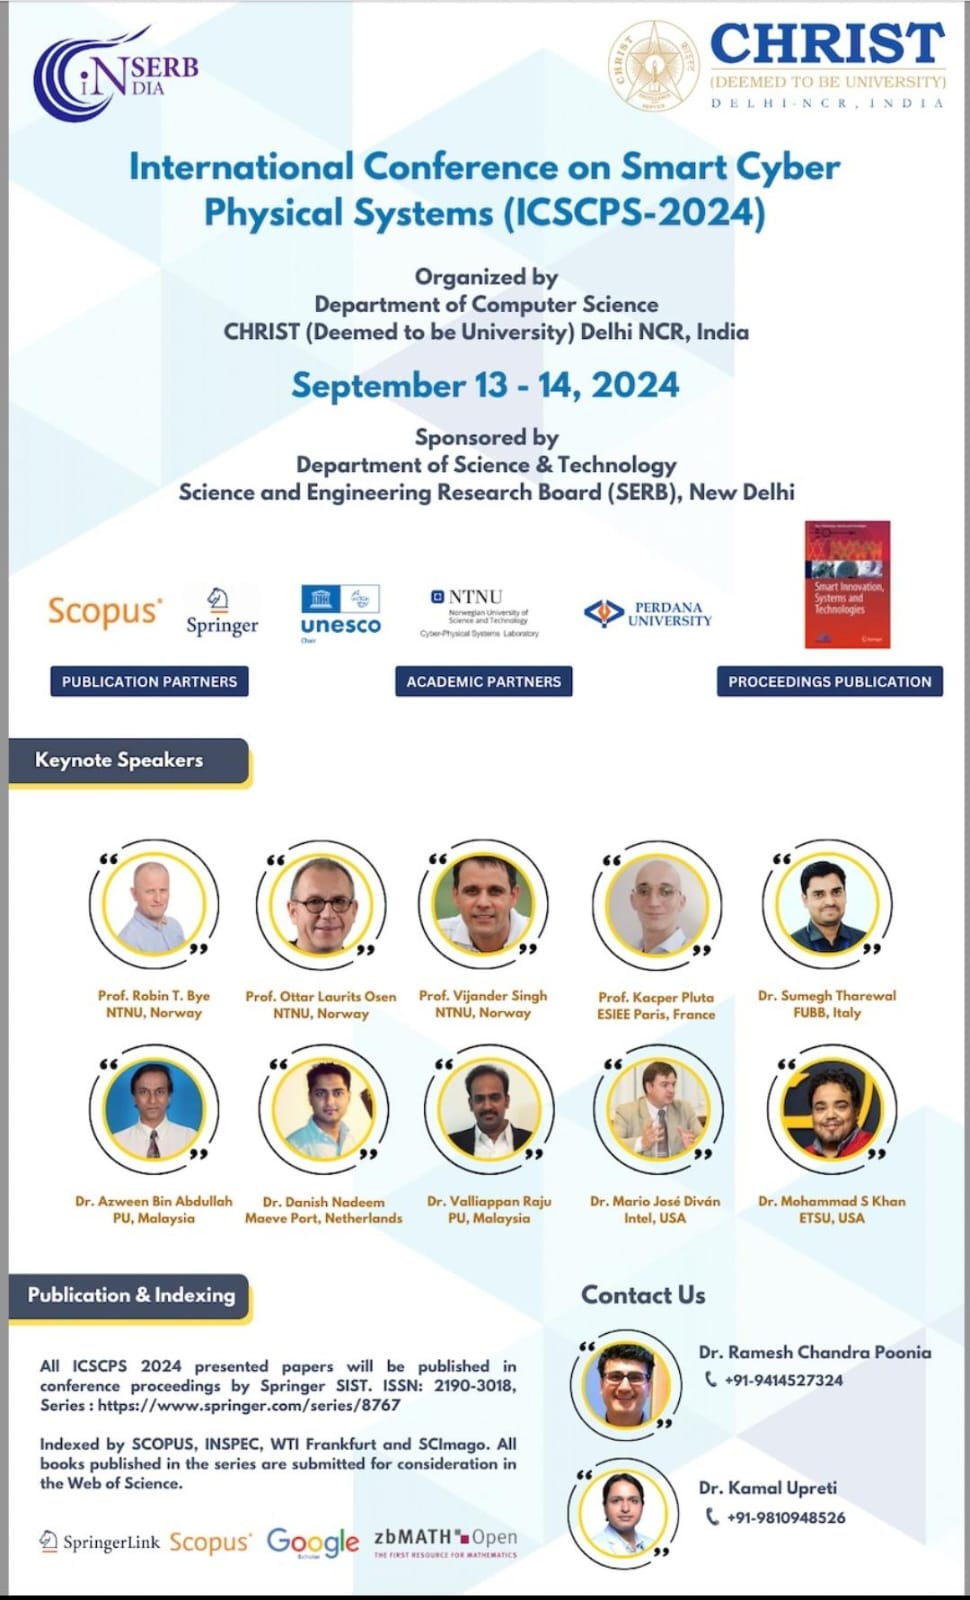 iN SERB
DIA
CHRIST
(DEEMED TO BE UNIVERSITY)
DELHI-NCR, INDIA
International Conference on Smart Cyber
Physical Systems (ICSCPS-2024)
Organized by
Department of Computer Science
CHRIST (Deemed to be University) Delhi NCR, India
September 13 - 14, 2024
Sponsored by
Department of Science & Technology
Science and Engineering Research Board (SERB), New Delhi
Scopus
Springer
unesco
Chair
NTNU
Norwegian University of
Science and Technology
Cyber-Physical Systems Laboratory
PERDANA
UNIVERSITY
Smart Innovation,
Systems and
Technologies
Springer
PUBLICATION PARTNERS
ACADEMIC PARTNERS
PROCEEDINGS PUBLICATION
Keynote Speakers
Prof. Robin T. Bye
NTNU, Norway
Prof. Ottar Laurits Osen
NTNU, Norway
Prof. Vijander Singh
NTNU, Norway
Prof. Kacper Pluta
ESIEE Paris, France
Dr. Sumegh Tharewal
FUBB, Italy
Dr. Azween Bin Abdullah
PU, Malaysia
Dr. Danish Nadeem
Maeve Port, Netherlands
Dr. Valliappan Raju
PU, Malaysia
Dr. Mario José Diván
Intel, USA
Dr. Mohammad S Khan
ETSU, USA
Publication & Indexing
All ICSCPS 2024 presented papers will be published in
conference proceedings by Springer SIST. ISSN: 2190-3018,
Series : https://www.springer.com/series/8767
Indexed by SCOPUS, INSPEC, WTI Frankfurt and SCImago. All
books published in the series are submitted for consideration in
the Web of Science.
SpringerLink
Scopus
Google
Scholar
zbMATH Open
THE FIRST RESOURCE FOR MATHEMATICS
Contact Us
Dr. Ramesh Chandra Poonia
+91-9414527324
Dr. Kamal Upreti
+91-9810948526